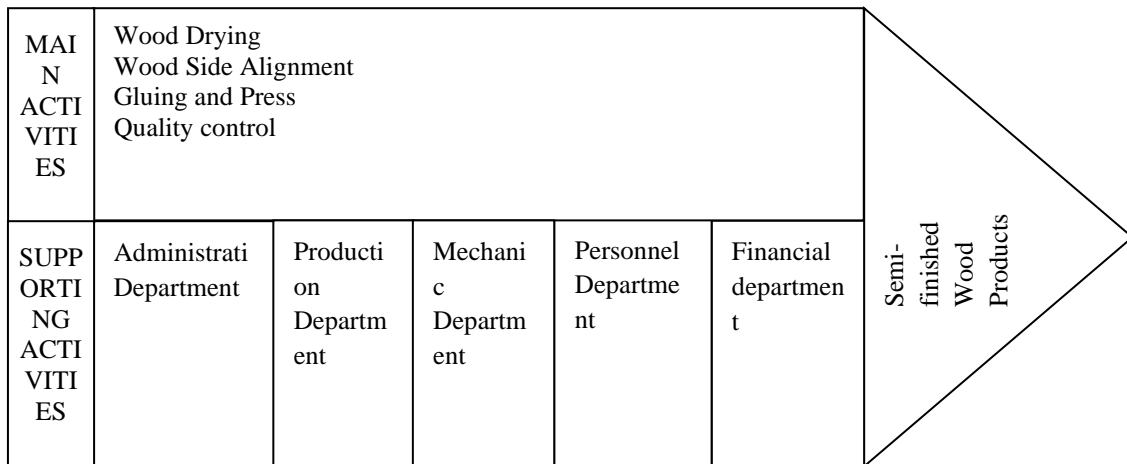 MAI
N
ACTI
VITI
ES
Wood Drying
Wood Side Alignment
Gluing and Press
Quality control
SUPP
ORTI
NG
ACTI
VITI
ES
Administrati
Department
Producti
on
Departm
ent
Mechani
c
Departm
ent
Personnel
Departme
nt
Financial
departmen
t
Semi-
finished
Wood
Products